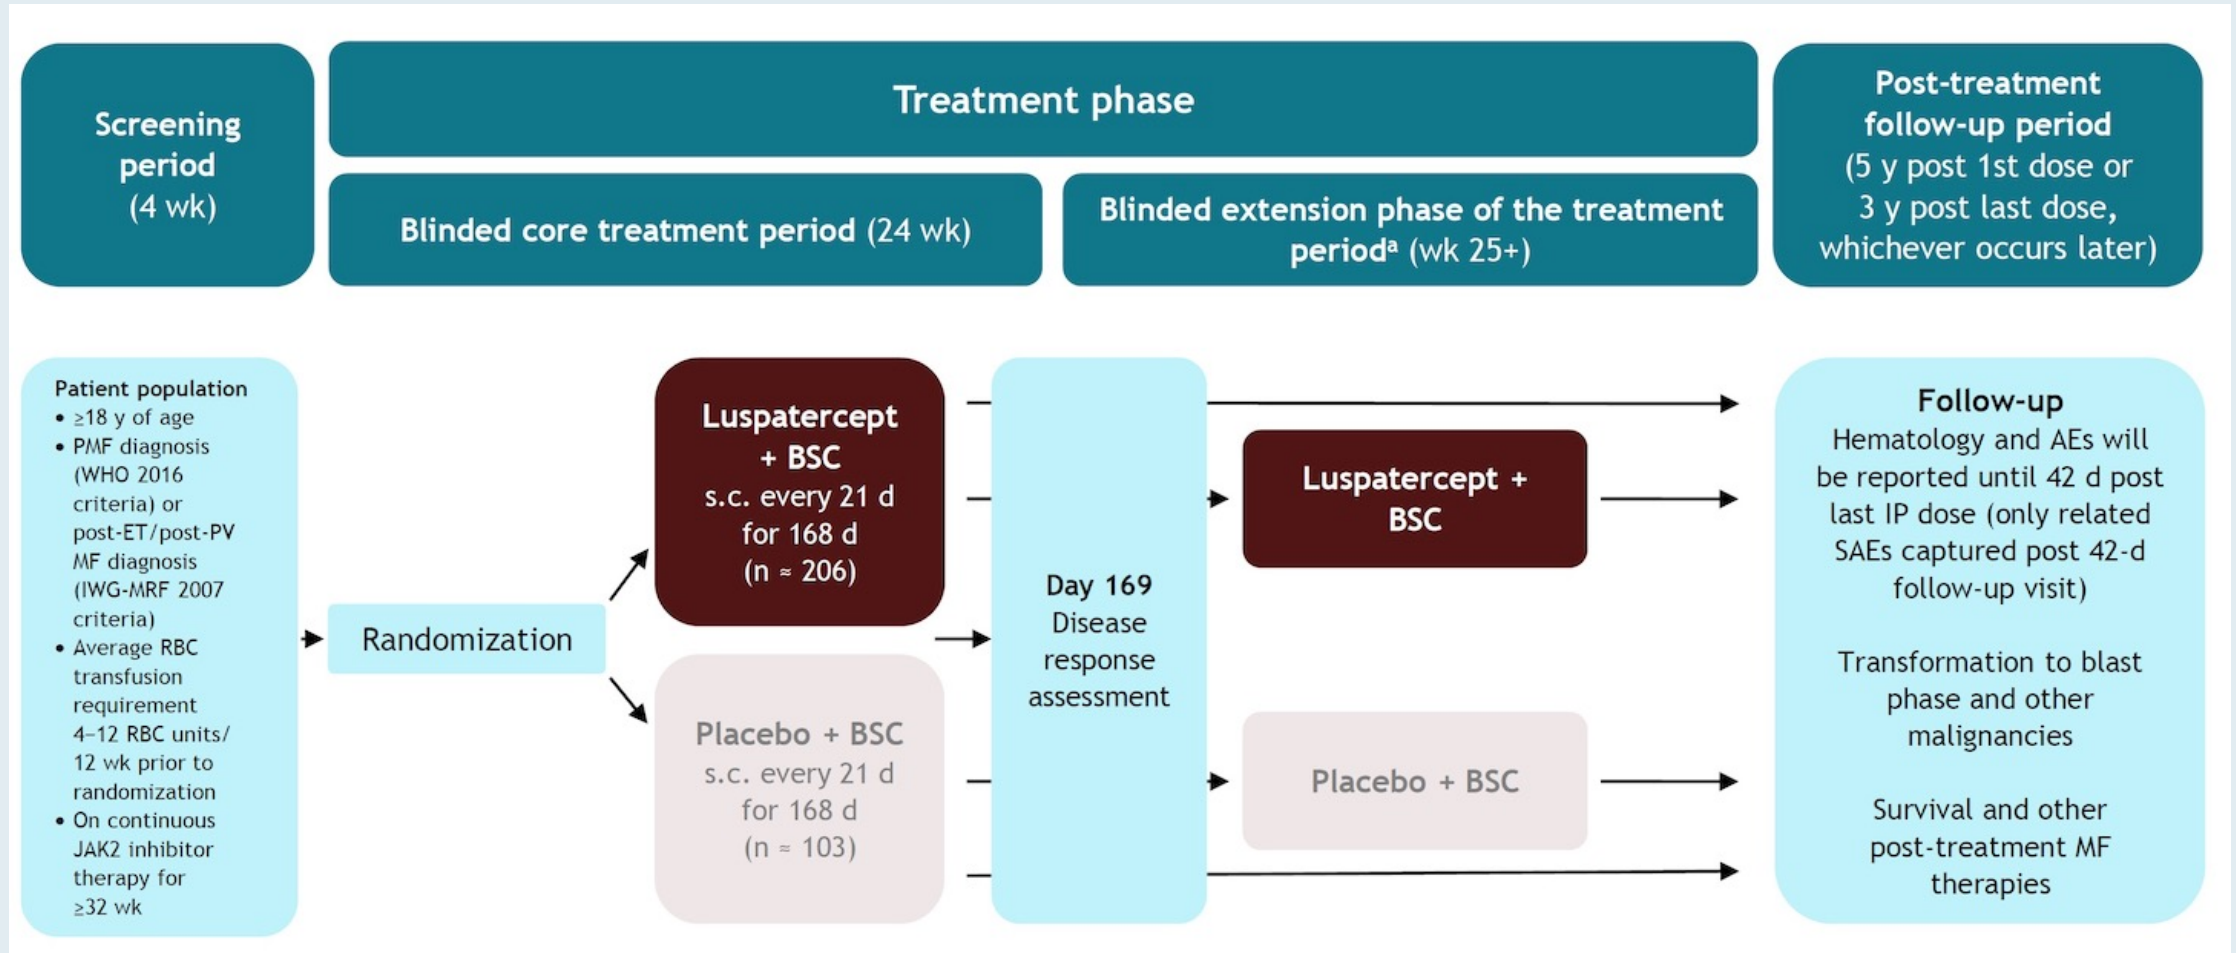 Screening
period
(4 wk)
Treatment phase
Blinded core treatment period (24 wk)
Blinded extension phase of the treatment
periodᵃ (wk 25+)
Post-treatment
follow-up period
(5 y post 1st dose or
3 y post last dose,
whichever occurs later)
Patient population
• ≥18 y of age
• PMF diagnosis
(WHO 2016
criteria) or
post-ET/post-PV
MF diagnosis
(IWG-MRF 2007
criteria)
• Average RBC
transfusion
requirement
4–12 RBC units/
12 wk prior to
randomization
• On continuous
JAK2 inhibitor
therapy for
≥32 wk
Randomization
Luspatercept
+ BSC
s.c. every 21 d
for 168 d
(n ≈ 206)
Placebo + BSC
s.c. every 21 d
for 168 d
(n ≈ 103)
Day 169
Disease
response
assessment
Luspatercept +
BSC
Placebo + BSC
Follow-up
Hematology and AEs will
be reported until 42 d post
last IP dose (only related
SAEs captured post 42-d
follow-up visit)
Transformation to blast
phase and other
malignancies
Survival and other
post-treatment MF
therapies